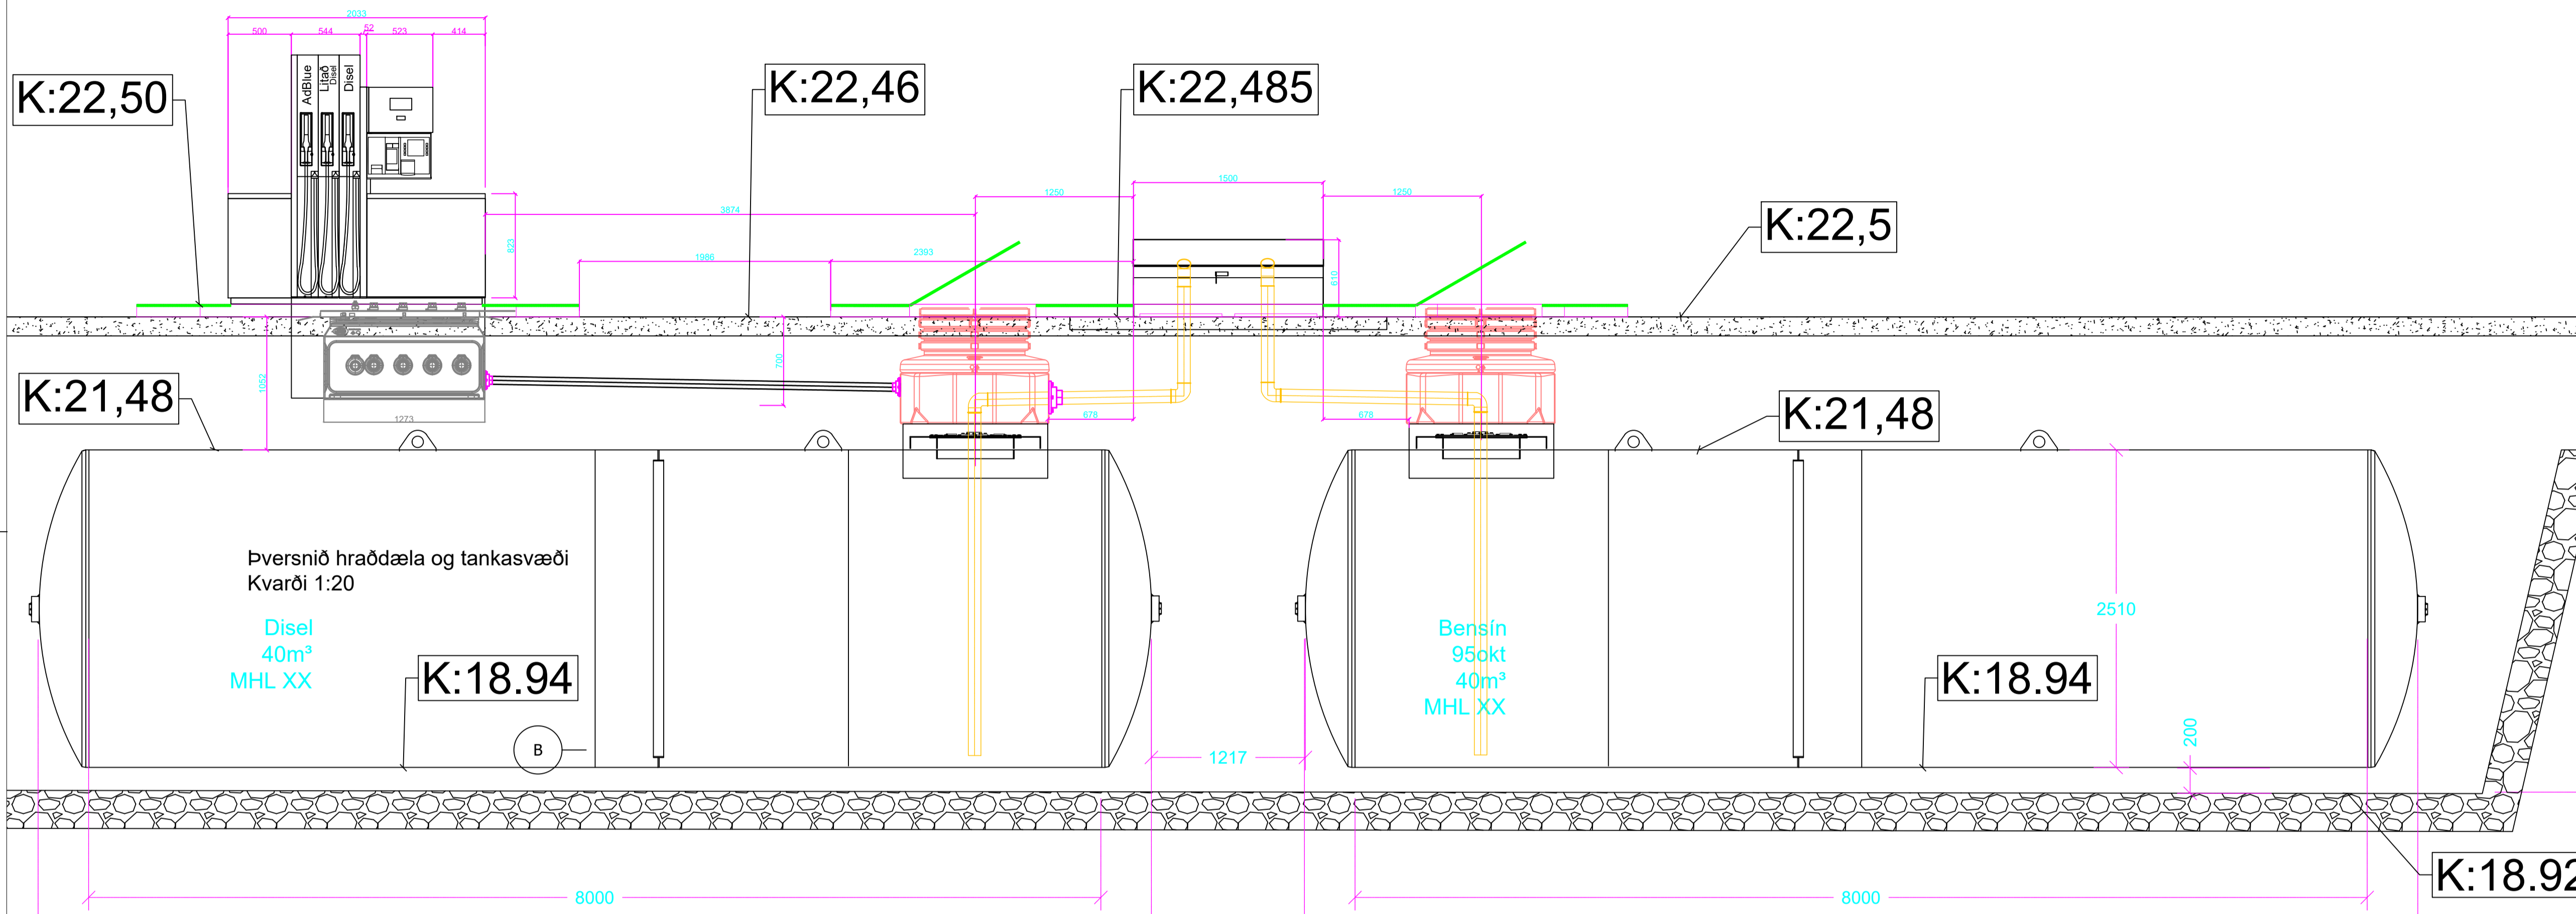 2033
500
544
52
523
414
AdBlue
Litað
Disel
Disel
K:22,50
K:22,46
K:22,485
K:22,5
1250
1500
1250
3674
823
1986
2393
610
1052
700
K:21,48
1273
678
678
K:21,48
Þversnið hraðdæla og tankasvæði
Kvarði 1:20
Disel
40m³
MHL XX
K:18.94
B
Bensín
95okt
40m³
MHL XX
2510
K:18.94
200
1217
K:18.92
8000
8000